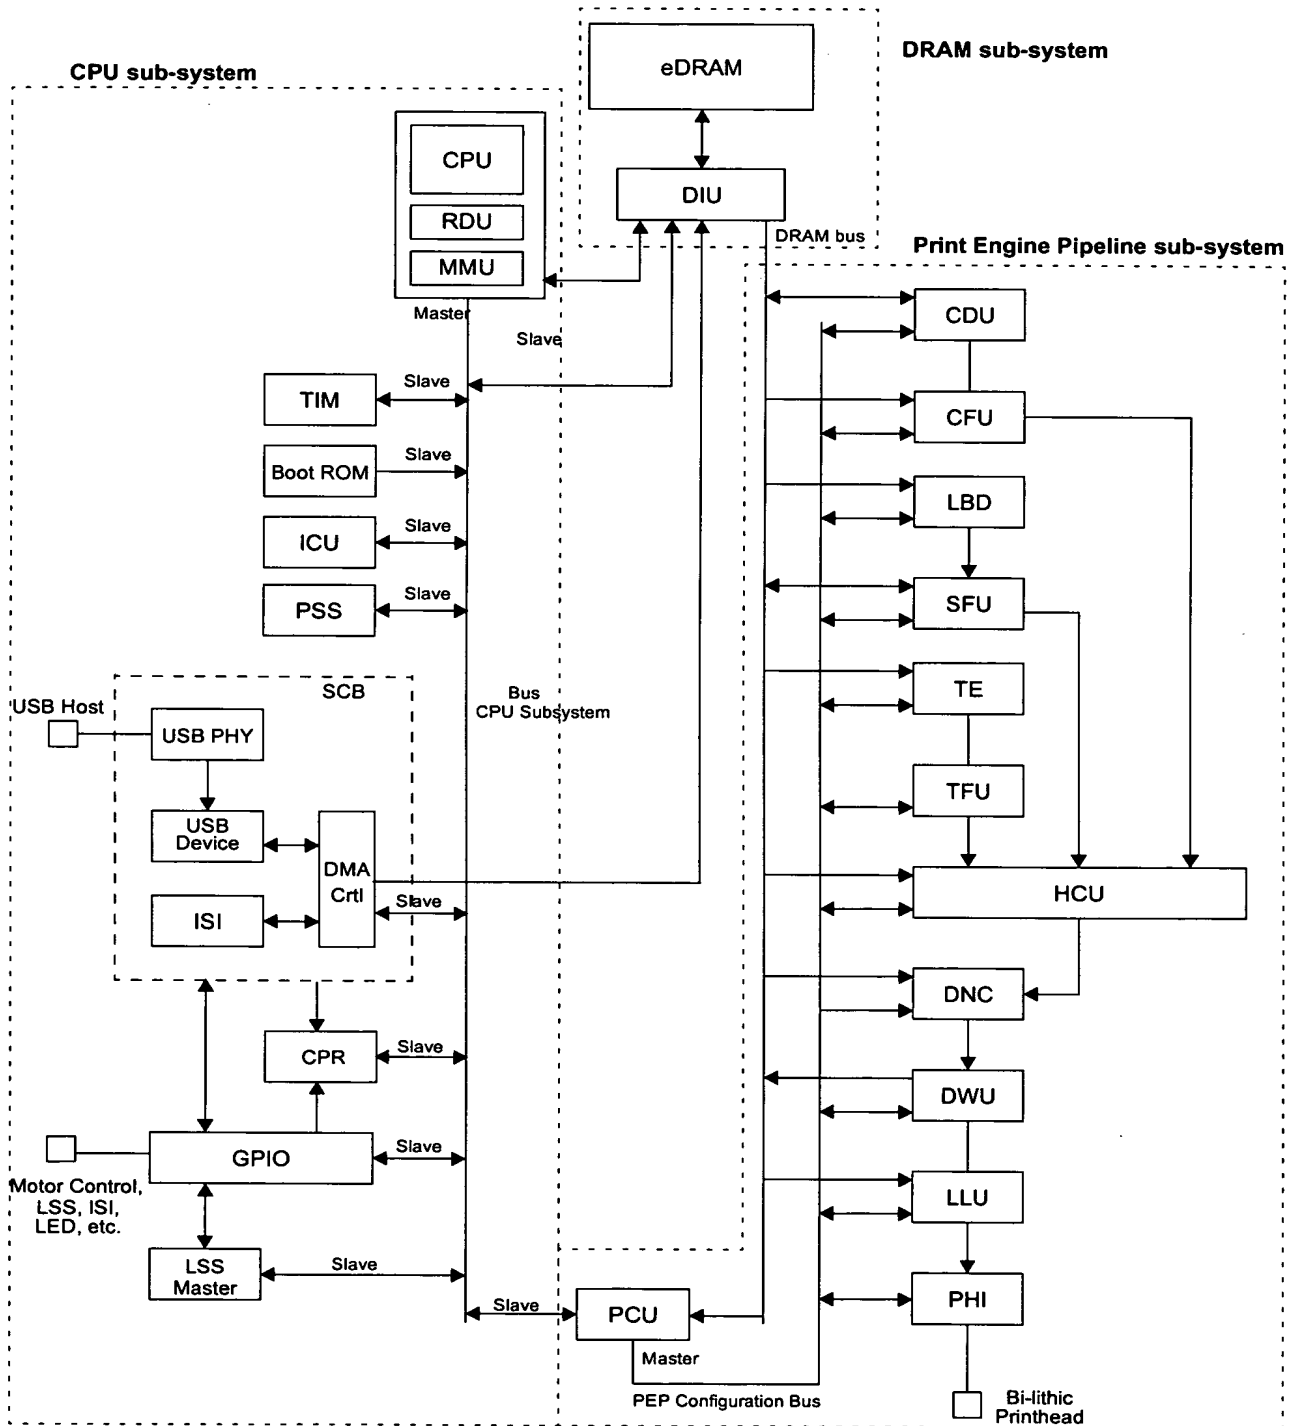 DRAM sub-system
CPU sub-system
eDRAM
CPU
DIU
RDU
DRAM bus
Print Engine Pipeline sub-system
MMU
Master
CDU
Slave
TIM
Slave
CFU
Boot ROM
Slave
LBD
ICU
Slave
PSS
Slave
SFU
SCB
TE
USB Host
Bus
CPU Subsystem
USB PHY
TFU
USB
Device
DMA
Crtl
HCU
Slave
ISI
DNC
CPR
Slave
DWU
GPIO
Slave
Motor Control,
LSS, ISI,
LED, etc.
LLU
LSS
Master
Slave
Slave
PCU
PHI
Master
PEP Configuration Bus
Bi-lithic
Printhead